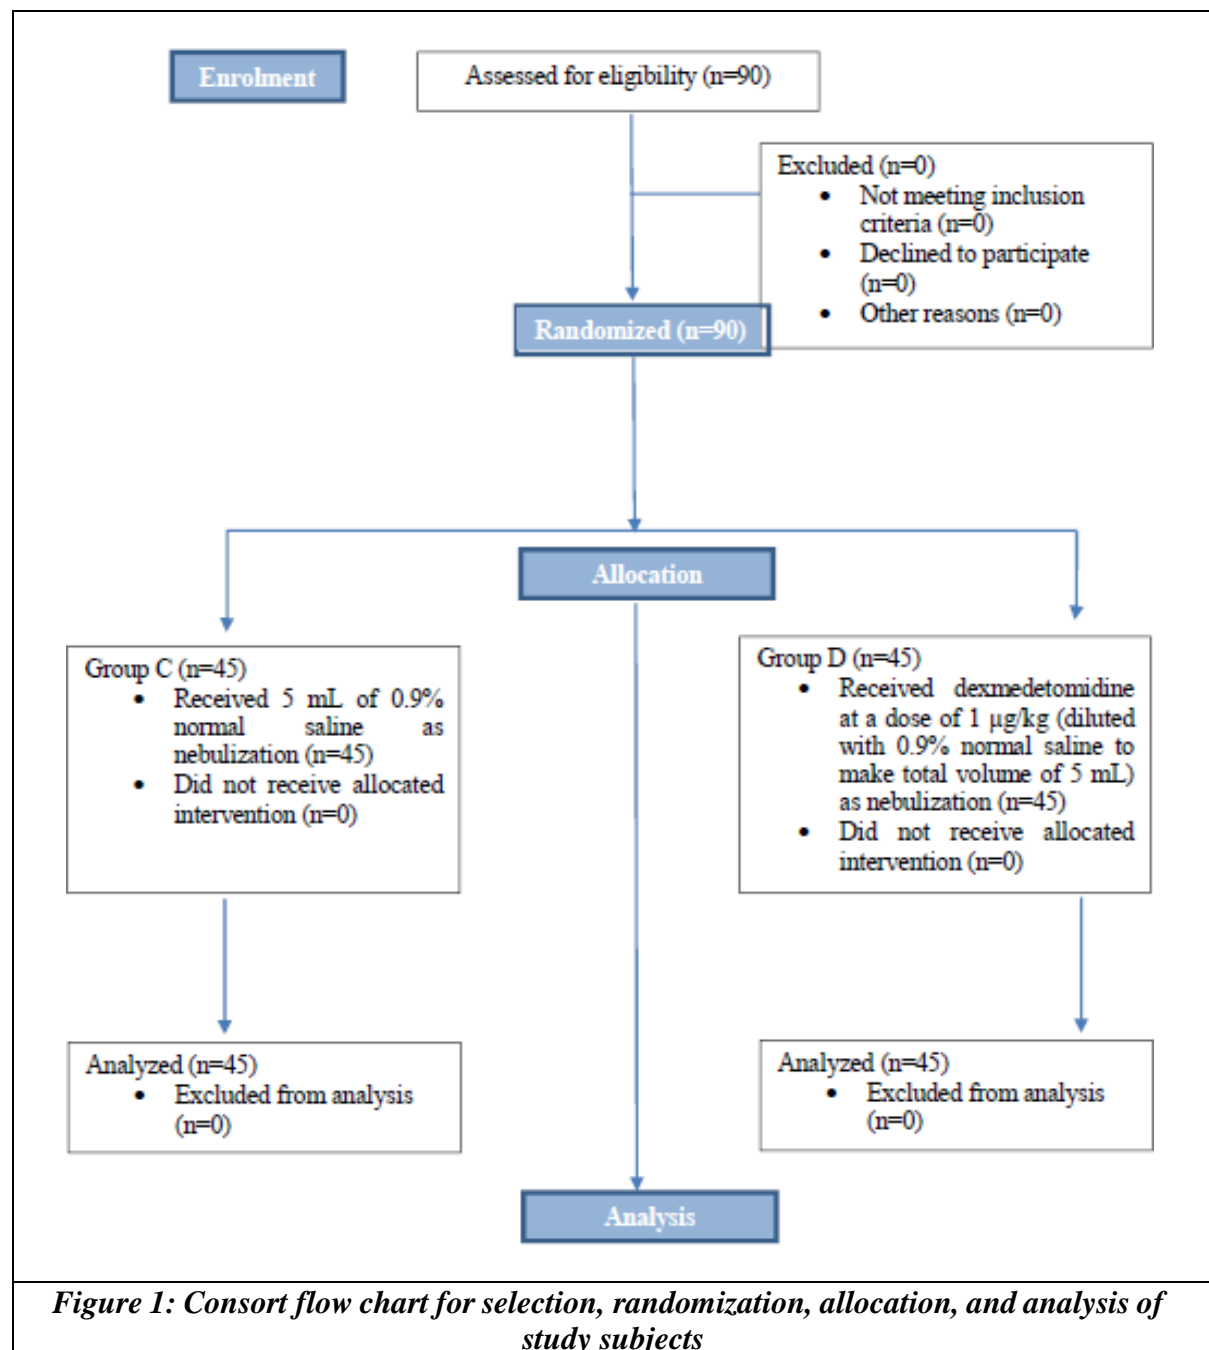 Enrolment
Assessed for eligibility (n=90)
Excluded (n=0)
• Not meeting inclusion
criteria (n=0)
• Declined to participate
(n=0)
• Other reasons (n=0)
Randomized (n=90)
Allocation
Group C (n=45)
• Received 5 mL of 0.9%
normal saline as
nebulization (n=45)
• Did not receive allocated
intervention (n=0)
Group D (n=45)
• Received dexmedetomidine
at a dose of 1 µg/kg (diluted
with 0.9% normal saline to
make total volume of 5 mL)
as nebulization (n=45)
• Did not receive allocated
intervention (n=0)
Analyzed (n=45)
• Excluded from analysis
(n=0)
Analyzed (n=45)
• Excluded from analysis
(n=0)
Analysis
Figure 1: Consort flow chart for selection, randomization, allocation, and analysis of
study subjects